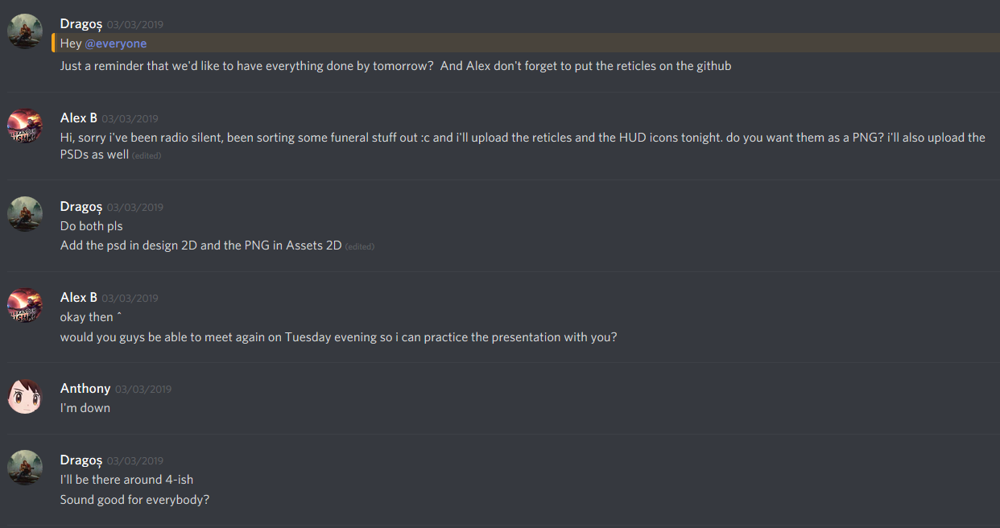 Dragoș 03/03/2019
Hey @everyone
Just a reminder that we'd like to have everything done by tomorrow?  And Alex don't forget to put the reticles on the github
Alex B 03/03/2019
Hi, sorry i've been radio silent, been sorting some funeral stuff out :c and i'll upload the reticles and the HUD icons tonight. do you want them as a PNG? i'll also upload the
PSDs as well (edited)
Dragoș 03/03/2019
Do both pls
Add the psd in design 2D and the PNG in Assets 2D (edited)
Alex B 03/03/2019
okay then ^
would you guys be able to meet again on Tuesday evening so i can practice the presentation with you?
Anthony 03/03/2019
I'm down
Dragoș 03/03/2019
I'll be there around 4-ish
Sound good for everybody?